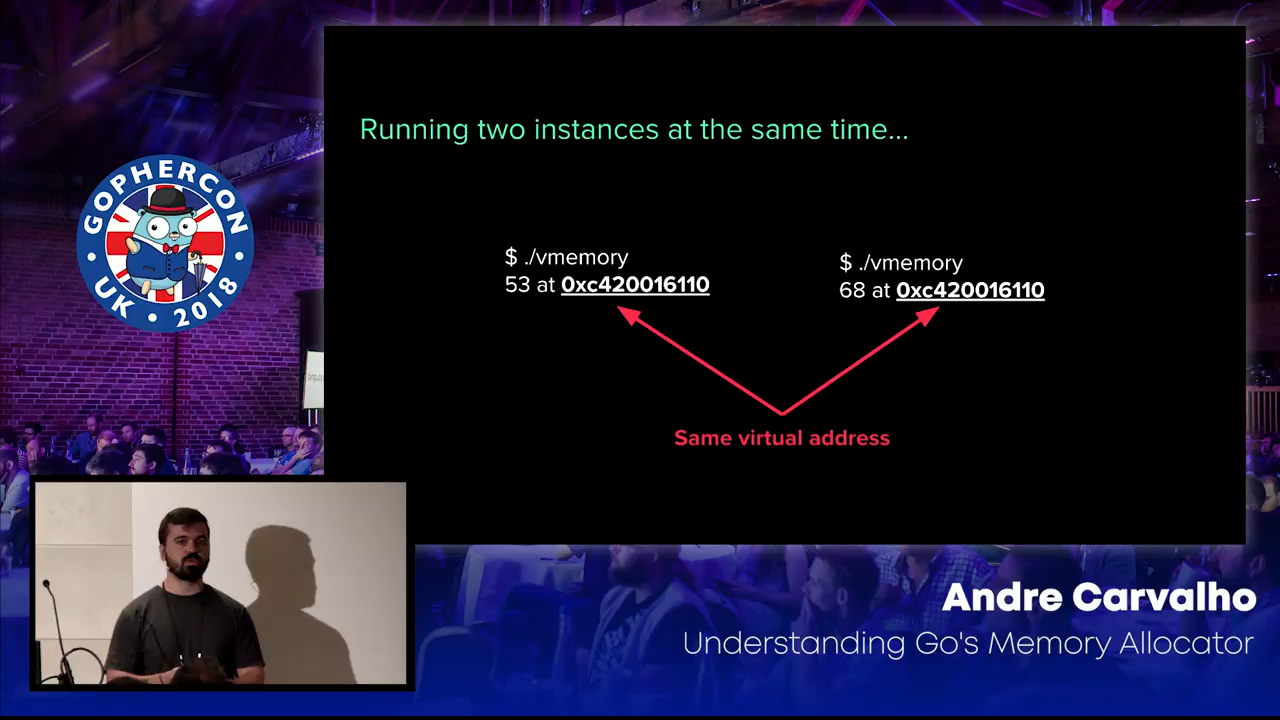 Running two instances at the same time...
GOPHERCON
UK • 2018
$ ./vmemory
53 at 0xc420016110
$ ./vmemory
68 at 0xc420016110
Same virtual address
Andre Carvalho
Understanding Go's Memory Allocator